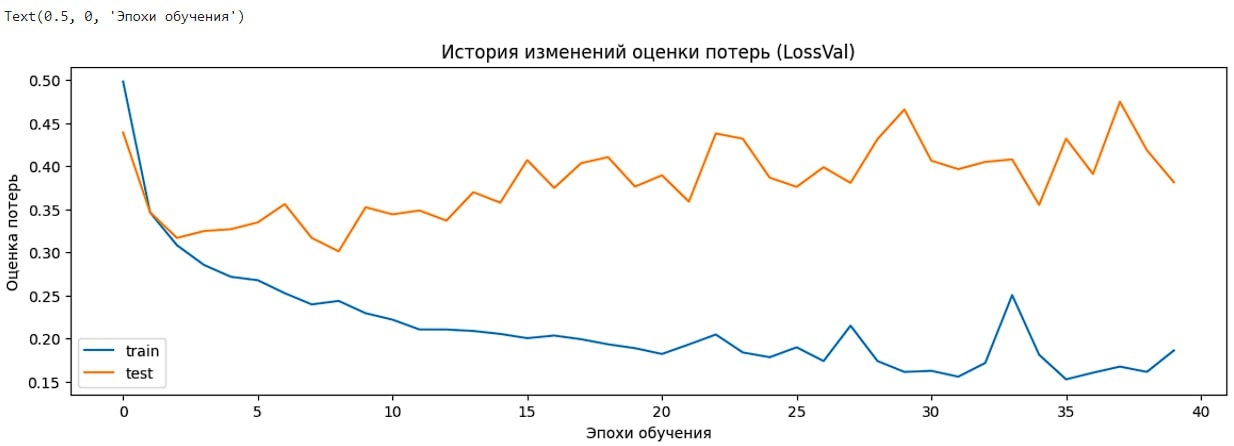 Text(0.5, 0, 'Эпохи обучения')
История изменений оценки потерь (LossVal)
Оценка потерь
0.50
0.45
0.40
0.35
0.30
0.25
0.20
0.15
train
test
0 5 10 15 20 25 30 35 40
Эпохи обучения